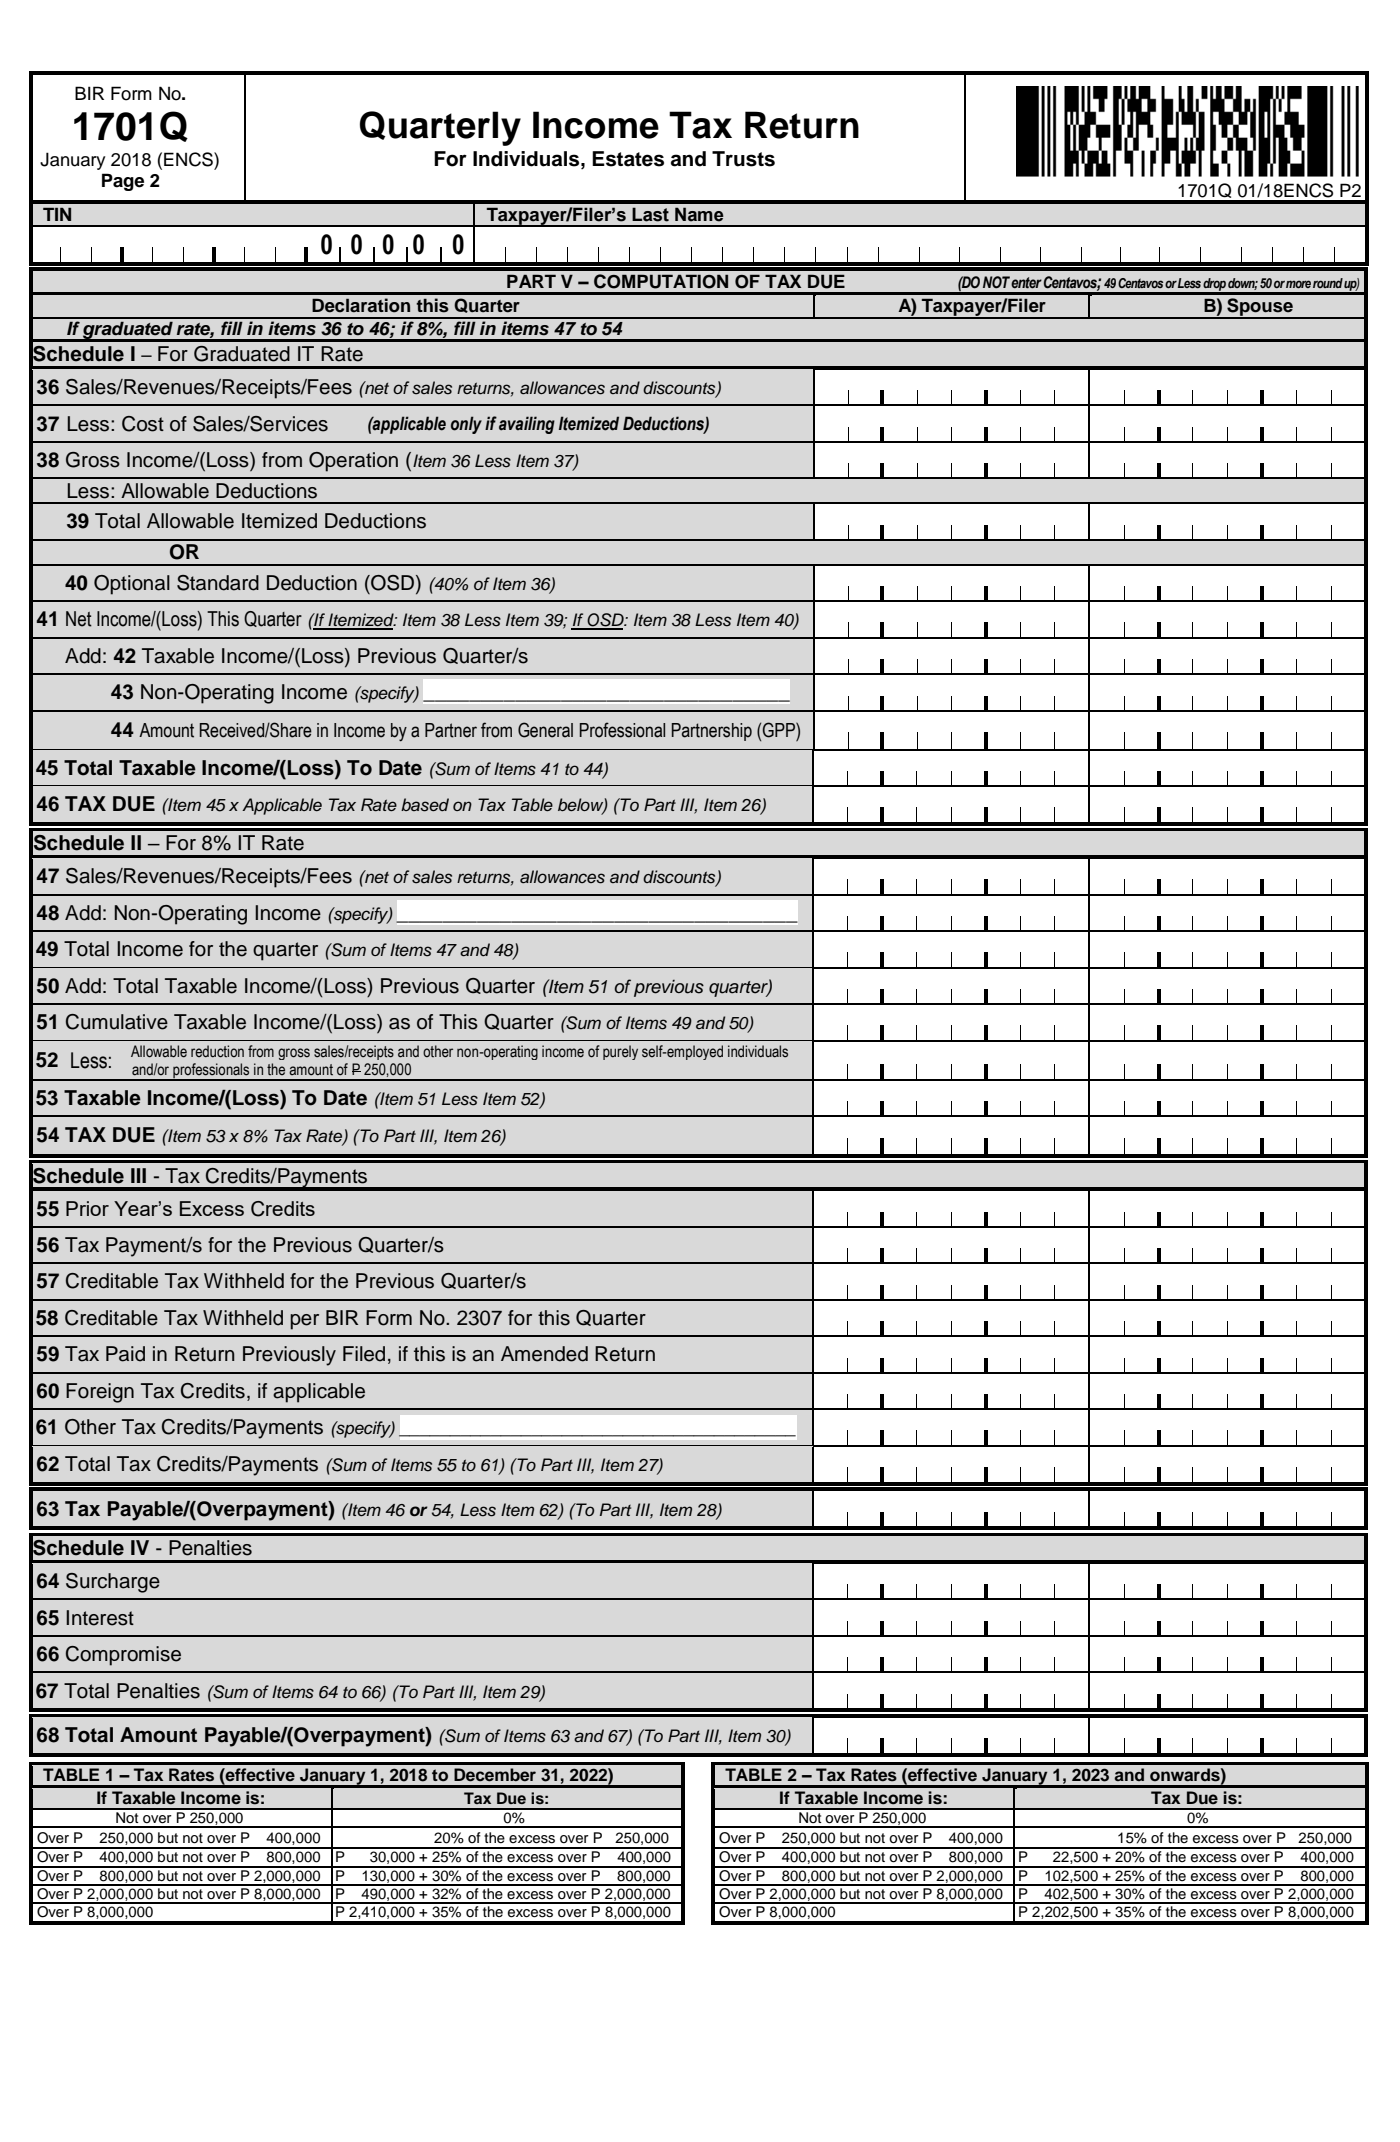 BIR Form No.
1701Q
January 2018 (ENCS)
Page 2
Quarterly Income Tax Return
For Individuals, Estates and Trusts
1701Q 01/18ENCS P2
TIN
Taxpayer/Filer’s Last Name
0 0 0 0 0
PART V – COMPUTATION OF TAX DUE (DO NOT enter Centavos; 49 Centavos or Less drop down; 50 or more round up)
Declaration this Quarter A) Taxpayer/Filer B) Spouse
If graduated rate, fill in items 36 to 46; if 8%, fill in items 47 to 54
Schedule I – For Graduated IT Rate
36 Sales/Revenues/Receipts/Fees (net of sales returns, allowances and discounts)
37 Less: Cost of Sales/Services (applicable only if availing Itemized Deductions)
38 Gross Income/(Loss) from Operation (Item 36 Less Item 37)
Less: Allowable Deductions
39 Total Allowable Itemized Deductions
OR
40 Optional Standard Deduction (OSD) (40% of Item 36)
41 Net Income/(Loss) This Quarter (If Itemized: Item 38 Less Item 39; If OSD: Item 38 Less Item 40)
Add: 42 Taxable Income/(Loss) Previous Quarter/s
43 Non-Operating Income (specify)
44 Amount Received/Share in Income by a Partner from General Professional Partnership (GPP)
45 Total Taxable Income/(Loss) To Date (Sum of Items 41 to 44)
46 TAX DUE (Item 45 x Applicable Tax Rate based on Tax Table below) (To Part III, Item 26)
Schedule II – For 8% IT Rate
47 Sales/Revenues/Receipts/Fees (net of sales returns, allowances and discounts)
48 Add: Non-Operating Income (specify)
49 Total Income for the quarter (Sum of Items 47 and 48)
50 Add: Total Taxable Income/(Loss) Previous Quarter (Item 51 of previous quarter)
51 Cumulative Taxable Income/(Loss) as of This Quarter (Sum of Items 49 and 50)
52 Less: Allowable reduction from gross sales/receipts and other non-operating income of purely self-employed individuals
and/or professionals in the amount of ₱ 250,000
53 Taxable Income/(Loss) To Date (Item 51 Less Item 52)
54 TAX DUE (Item 53 x 8% Tax Rate) (To Part III, Item 26)
Schedule III - Tax Credits/Payments
55 Prior Year’s Excess Credits
56 Tax Payment/s for the Previous Quarter/s
57 Creditable Tax Withheld for the Previous Quarter/s
58 Creditable Tax Withheld per BIR Form No. 2307 for this Quarter
59 Tax Paid in Return Previously Filed, if this is an Amended Return
60 Foreign Tax Credits, if applicable
61 Other Tax Credits/Payments (specify)
62 Total Tax Credits/Payments (Sum of Items 55 to 61) (To Part III, Item 27)
63 Tax Payable/(Overpayment) (Item 46 or 54, Less Item 62) (To Part III, Item 28)
Schedule IV - Penalties
64 Surcharge
65 Interest
66 Compromise
67 Total Penalties (Sum of Items 64 to 66) (To Part III, Item 29)
68 Total Amount Payable/(Overpayment) (Sum of Items 63 and 67) (To Part III, Item 30)
TABLE 1 – Tax Rates (effective January 1, 2018 to December 31, 2022)
If Taxable Income is: Tax Due is:
Not over P 250,000 0%
Over P 250,000 but not over P 400,000 20% of the excess over P 250,000
Over P 400,000 but not over P 800,000 P 30,000 + 25% of the excess over P 400,000
Over P 800,000 but not over P 2,000,000 P 130,000 + 30% of the excess over P 800,000
Over P 2,000,000 but not over P 8,000,000 P 490,000 + 32% of the excess over P 2,000,000
Over P 8,000,000 P 2,410,000 + 35% of the excess over P 8,000,000
TABLE 2 – Tax Rates (effective January 1, 2023 and onwards)
If Taxable Income is: Tax Due is:
Not over P 250,000 0%
Over P 250,000 but not over P 400,000 15% of the excess over P 250,000
Over P 400,000 but not over P 800,000 P 22,500 + 20% of the excess over P 400,000
Over P 800,000 but not over P 2,000,000 P 102,500 + 25% of the excess over P 800,000
Over P 2,000,000 but not over P 8,000,000 P 402,500 + 30% of the excess over P 2,000,000
Over P 8,000,000 P 2,202,500 + 35% of the excess over P 8,000,000